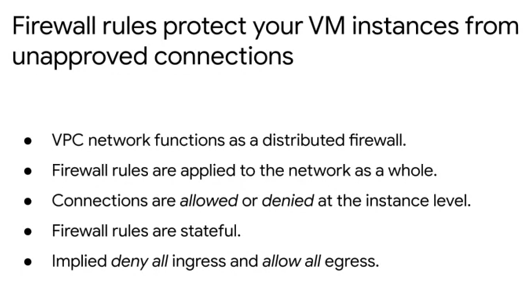 Firewall rules protect your VM instances from
unapproved connections
● VPC network functions as a distributed firewall.
● Firewall rules are applied to the network as a whole.
● Connections are allowed or denied at the instance level.
● Firewall rules are stateful.
● Implied deny all ingress and allow all egress.